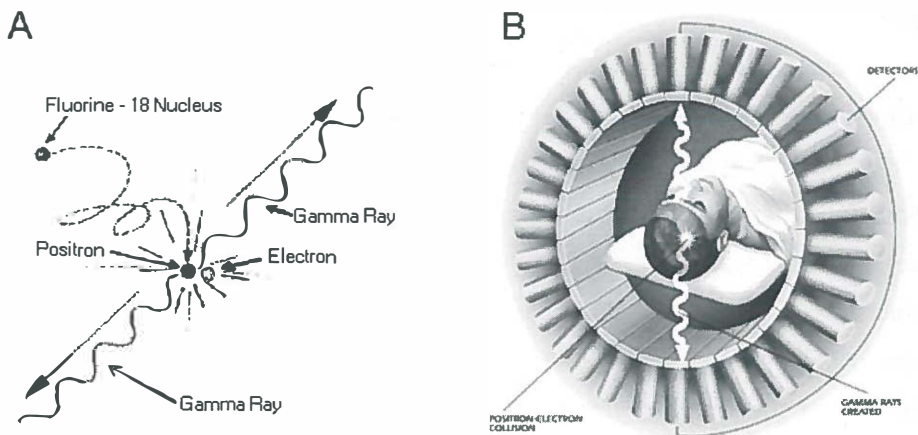 A
Fluorine - 18 Nucleus
Gamma Ray
Positron
Electron
Gamma Ray
B
DETECTORS
POSITRON-ELECTRON
COLLISION
GAMMA RAYS
CREATED